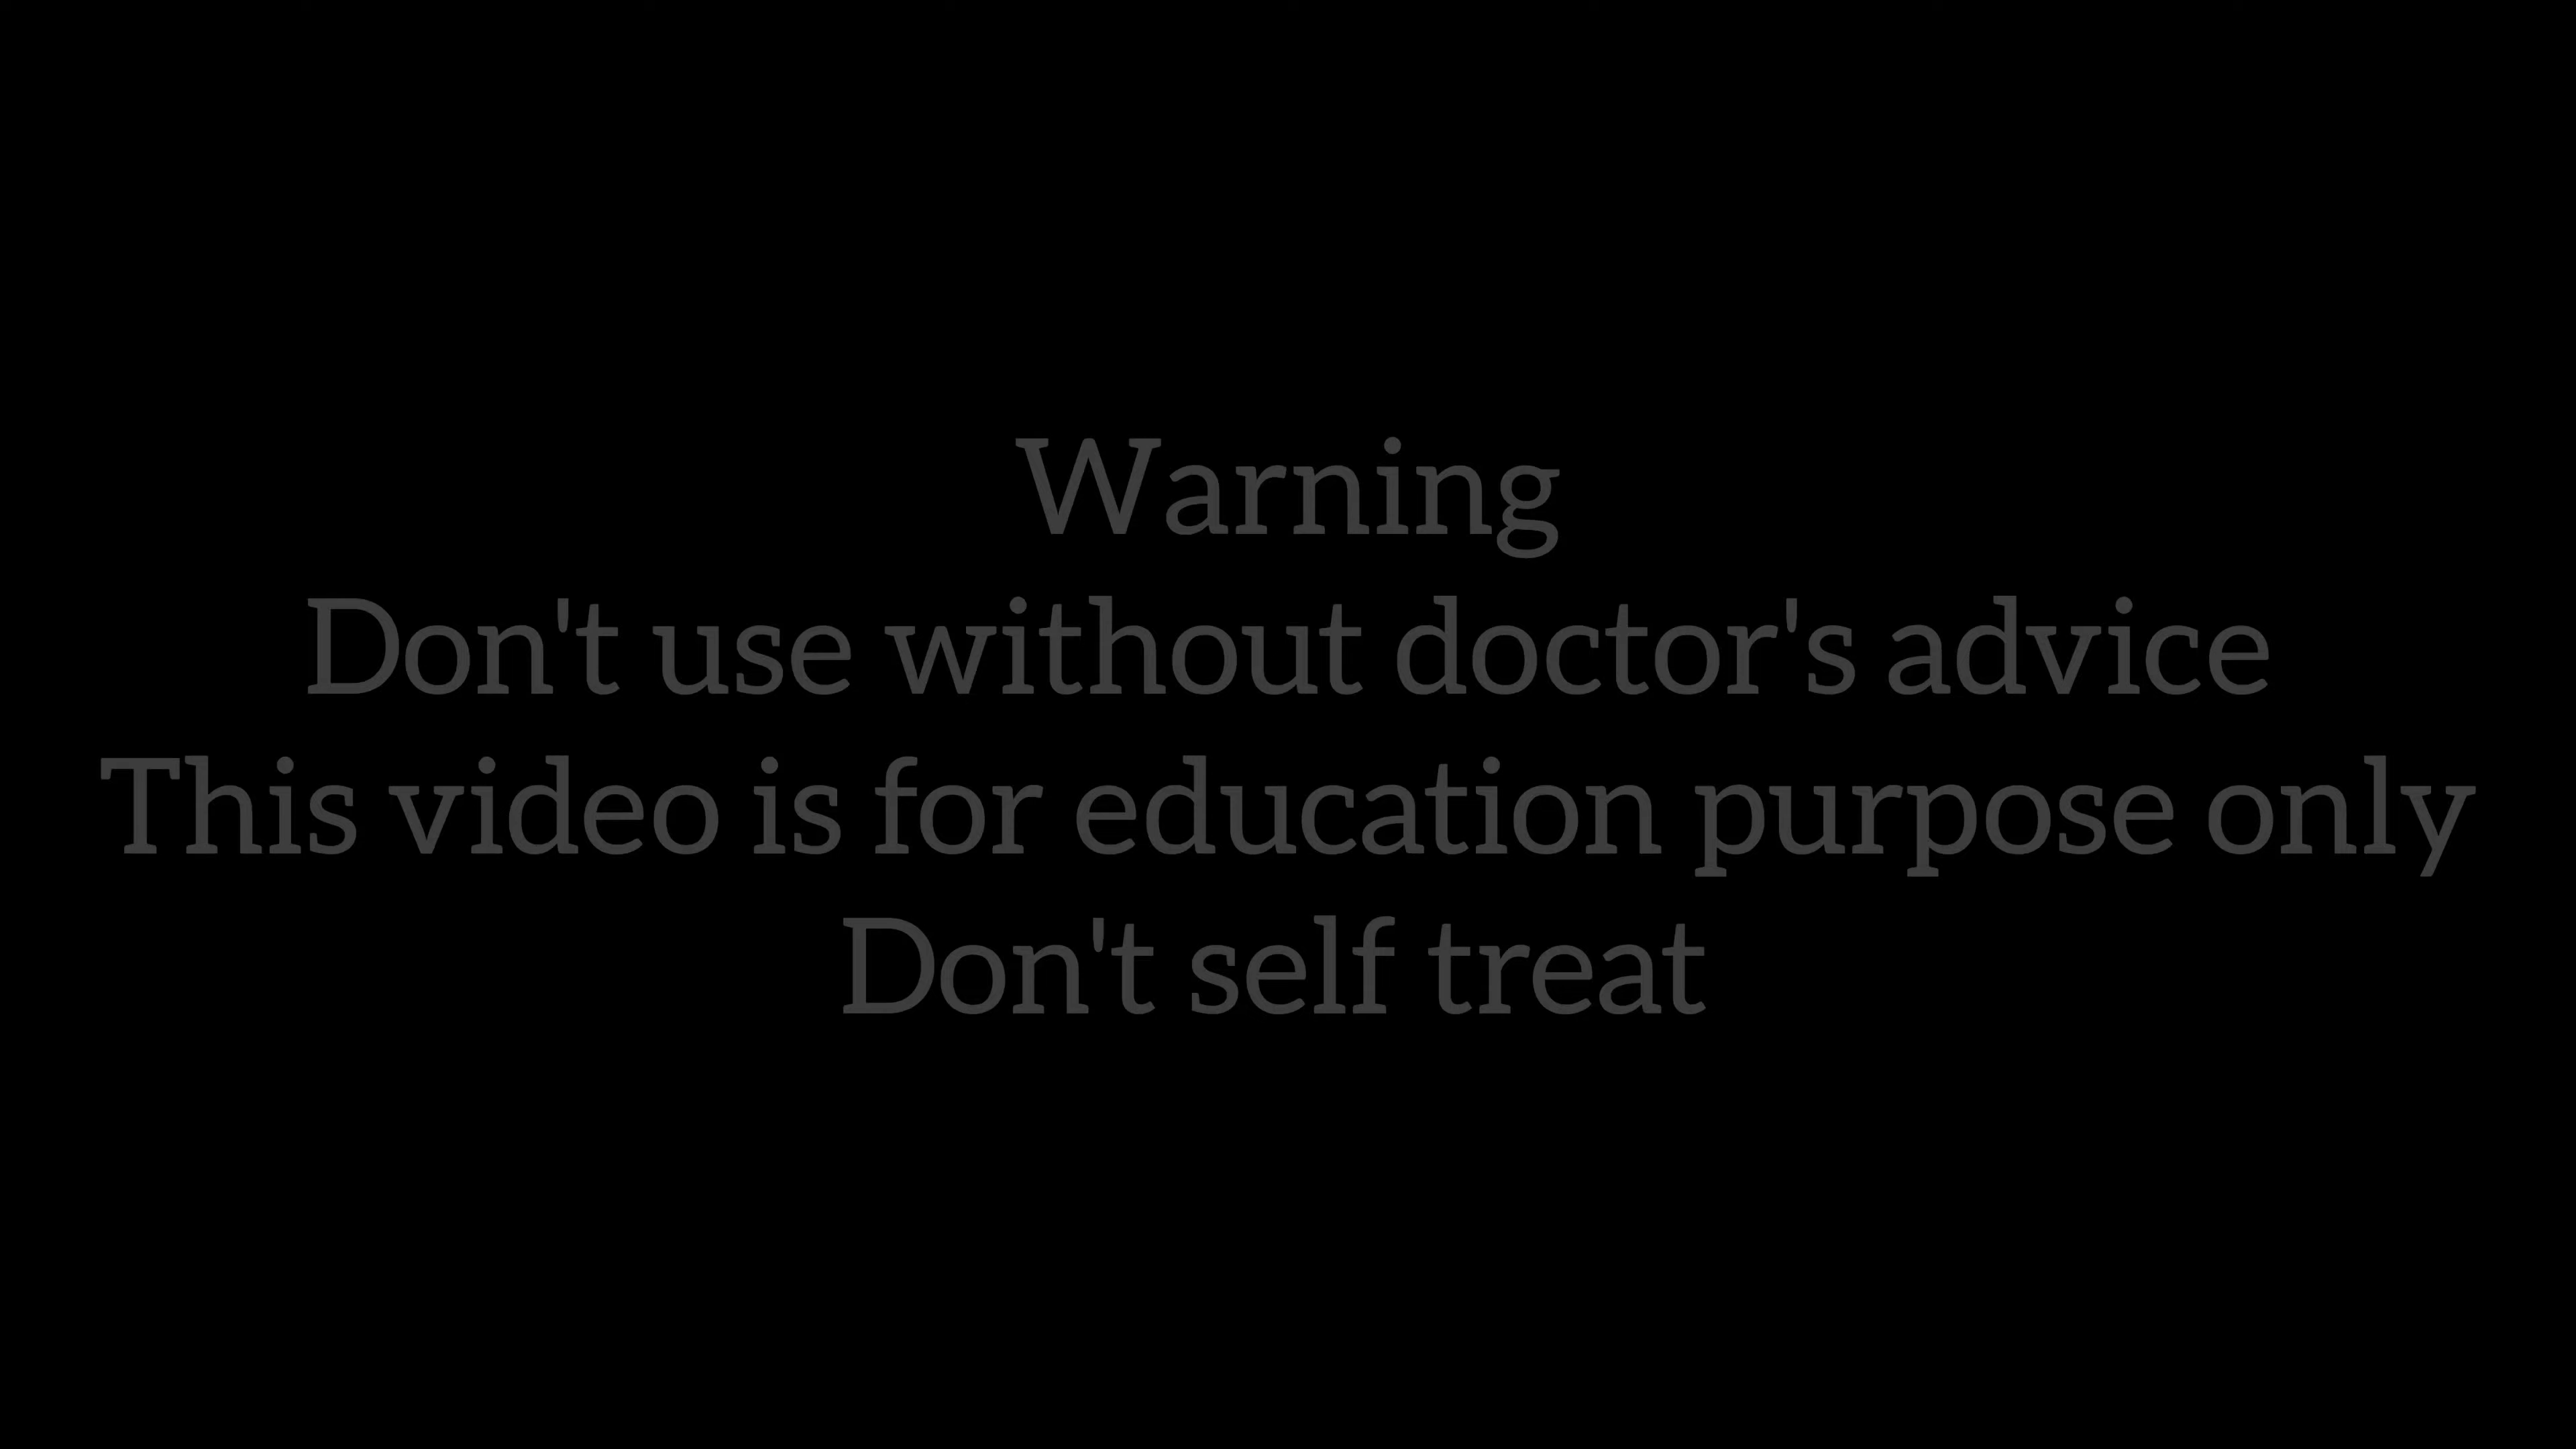 Warning
Don't use without doctor's advice
This video is for education purpose only
Don't self treat